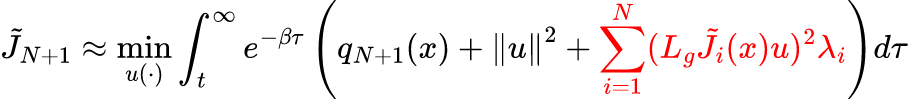 J̃_{N+1} ≈ min_{u(·)} ∫_t^∞ e^{-βτ} ( q_{N+1}(x) + ‖u‖² + ∑_{i=1}^{N} (L_g J̃_i(x)u)² λ_i ) dτ